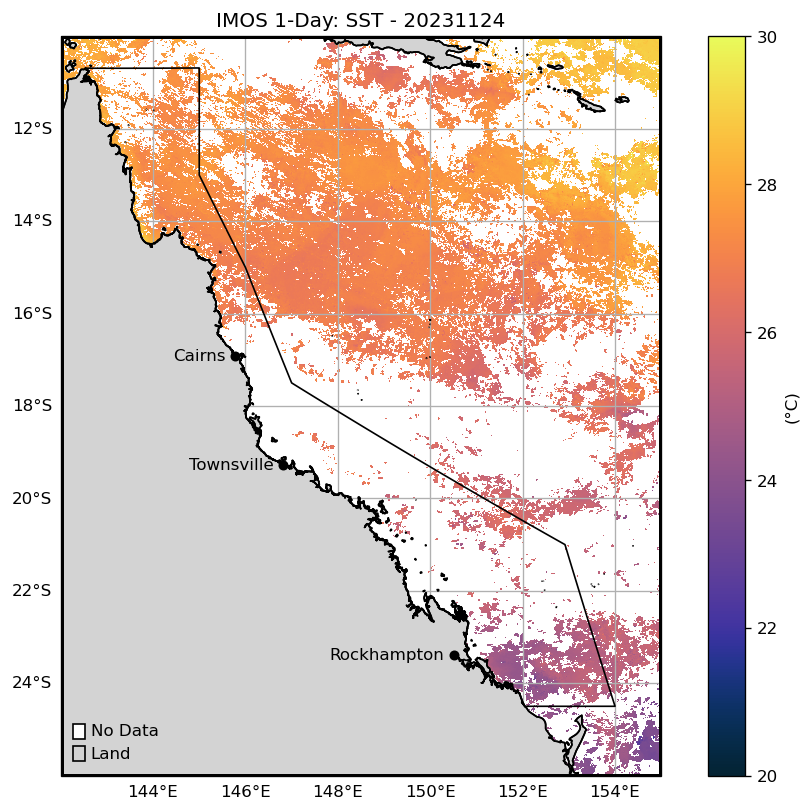 IMOS 1-Day: SST - 20231124
12°S
14°S
16°S
18°S
20°S
22°S
24°S
Cairns
Townsville
Rockhampton
No Data
Land
144°E 146°E 148°E 150°E 152°E 154°E
30
28
26
24
22
20
(°C)